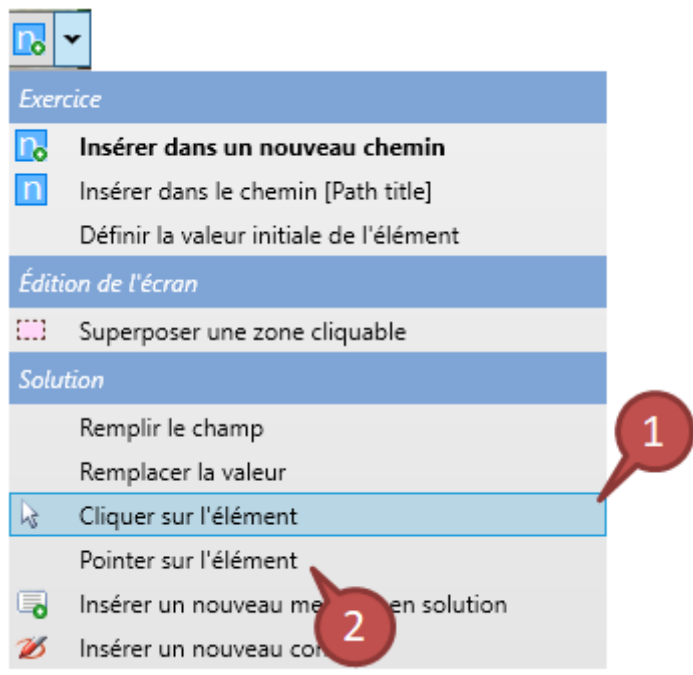 n
Exercice
n Insérer dans un nouveau chemin
n Insérer dans le chemin [Path title]
Définir la valeur initiale de l'élément
Édition de l'écran
Superposer une zone cliquable
Solution
Remplir le champ
1
Remplacer la valeur
Cliquer sur l'élément
Pointer sur l'élément
Insérer un nouveau en solution
2
Insérer un nouveau